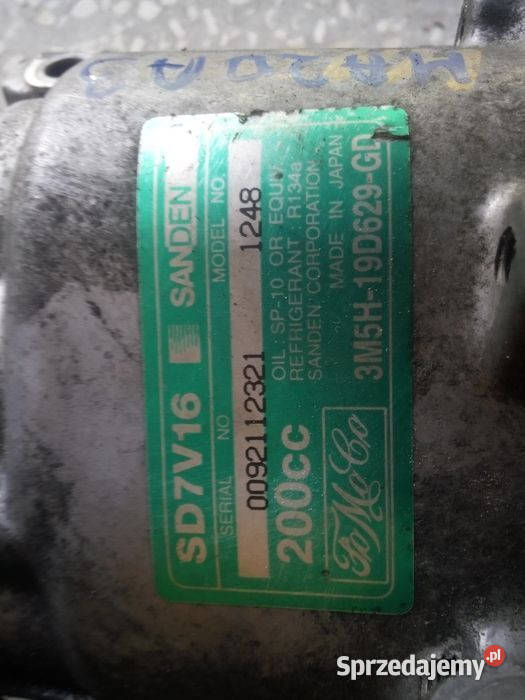 SD7V16 SANDEN
SERIAL NO MODEL NO.
0092112321 1248
200CC
OIL : SP-10 OR EQUIV
REFRIGERANT : R134a
SANDEN CORPORATION
MADE IN JAPAN
FoMoCo
3M5H-19D629-GD
Sprzedajemy.pl